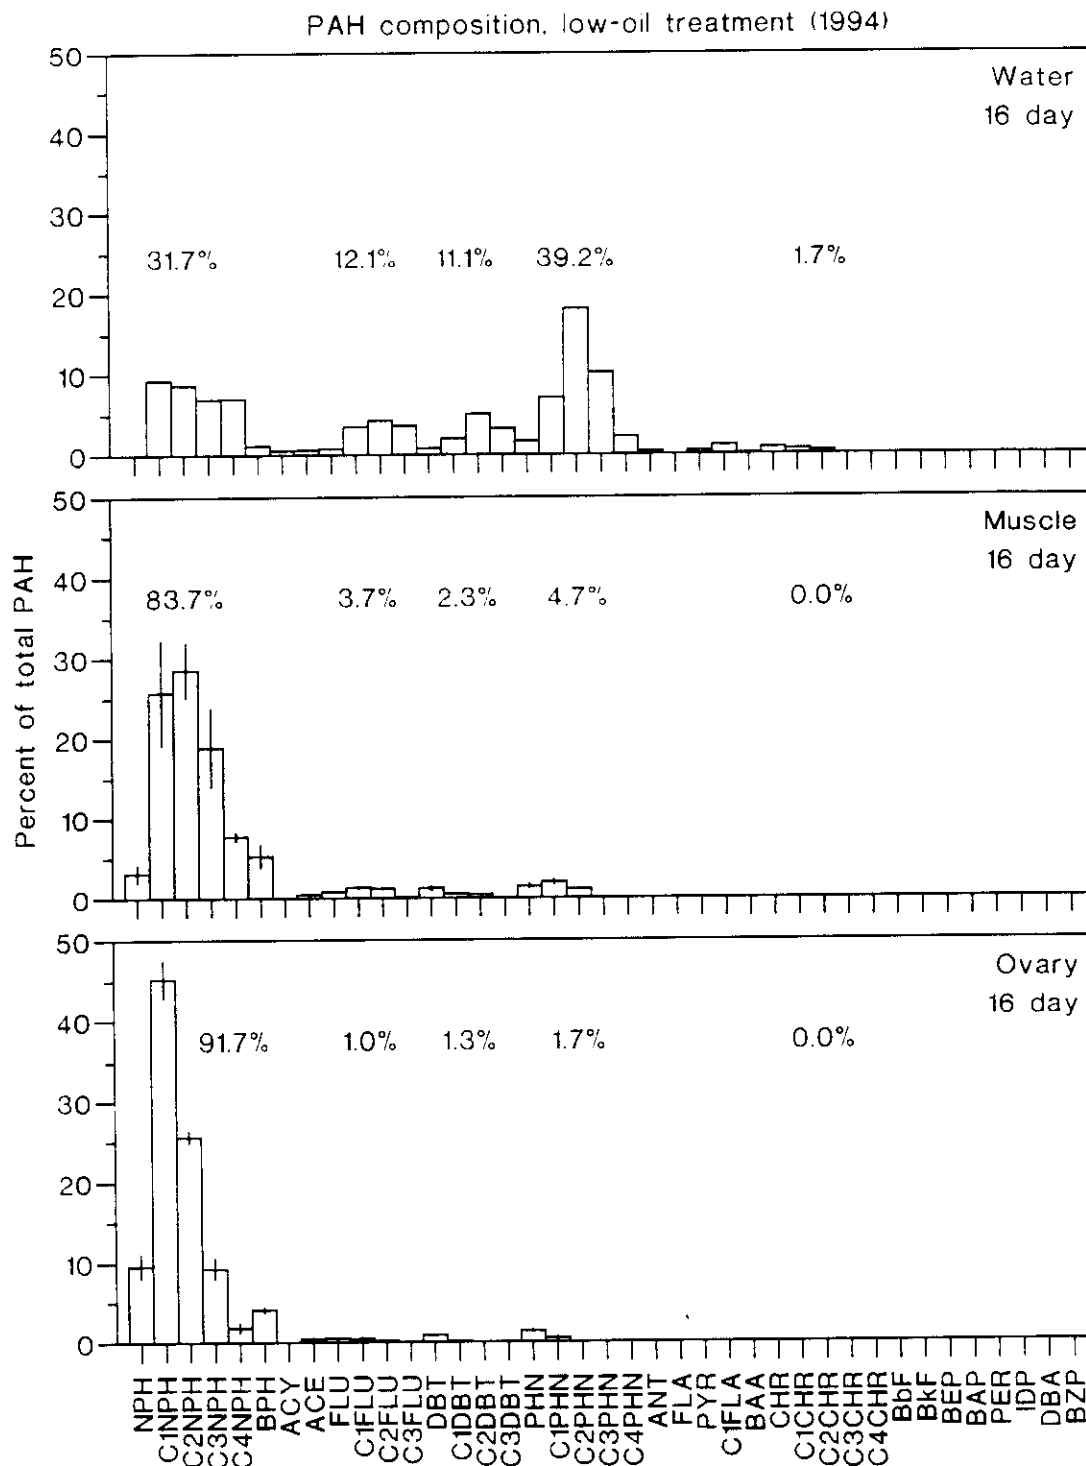 PAH composition, low-oil treatment (1994)
Percent of total PAH
50
40
30
20
10
0
Water
16 day
31.7%
12.1%
11.1%
39.2%
1.7%
50
40
30
20
10
0
Muscle
16 day
83.7%
3.7%
2.3%
4.7%
0.0%
50
40
30
20
10
0
Ovary
16 day
91.7%
1.0%
1.3%
1.7%
0.0%
NPH
C1NPH
C2NPH
C3NPH
C4NPH
BPH
ACY
ACE
FLU
C1FLU
C2FLU
C3FLU
DBT
C1DBT
C2DBT
C3DBT
PHN
C1PHN
C2PHN
C3PHN
C4PHN
ANT
FLA
PYR
C1FLA
BAA
CHR
C1CHR
C2CHR
C3CHR
C4CHR
BbF
BkF
BEP
BAP
PER
IDP
DBA
BZP